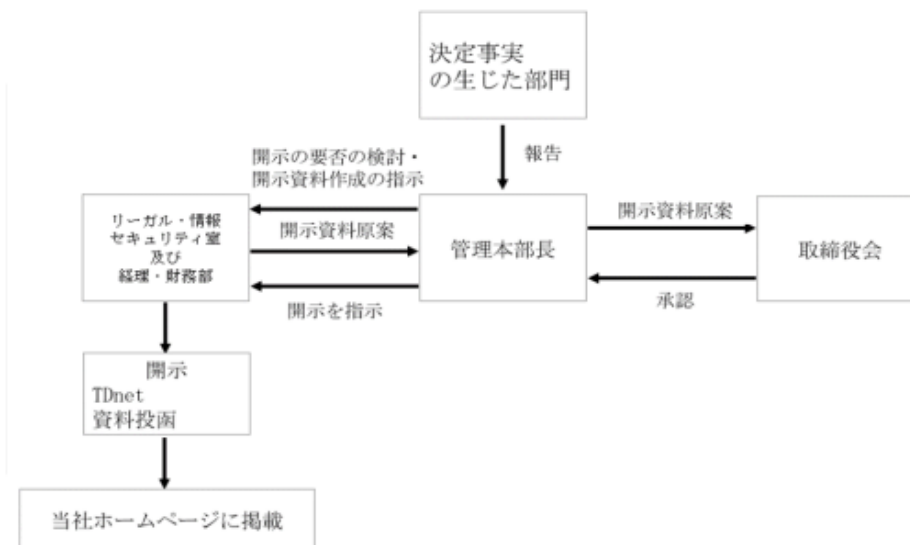 決定事実
の生じた部門
報告
開示の要否の検討・
開示資料作成の指示
リーガル・情報
セキュリティ室
及び
経理・財務部
開示資料原案
開示を指示
管理本部長
開示資料原案
承認
取締役会
開示
TDnet
資料投函
当社ホームページに掲載